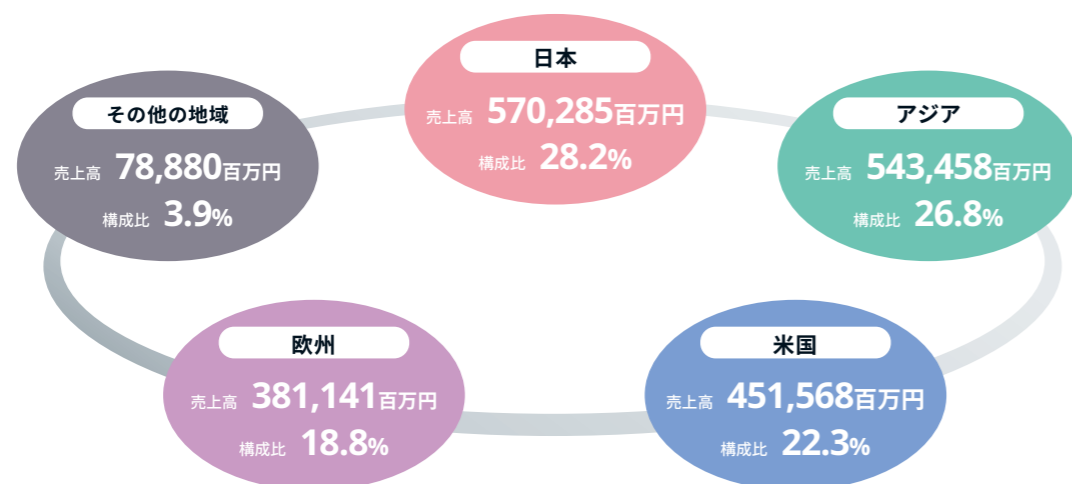 日本
売上高 570,285百万円
構成比 28.2%
その他の地域
売上高 78,880百万円
構成比 3.9%
アジア
売上高 543,458百万円
構成比 26.8%
欧州
売上高 381,141百万円
構成比 18.8%
米国
売上高 451,568百万円
構成比 22.3%